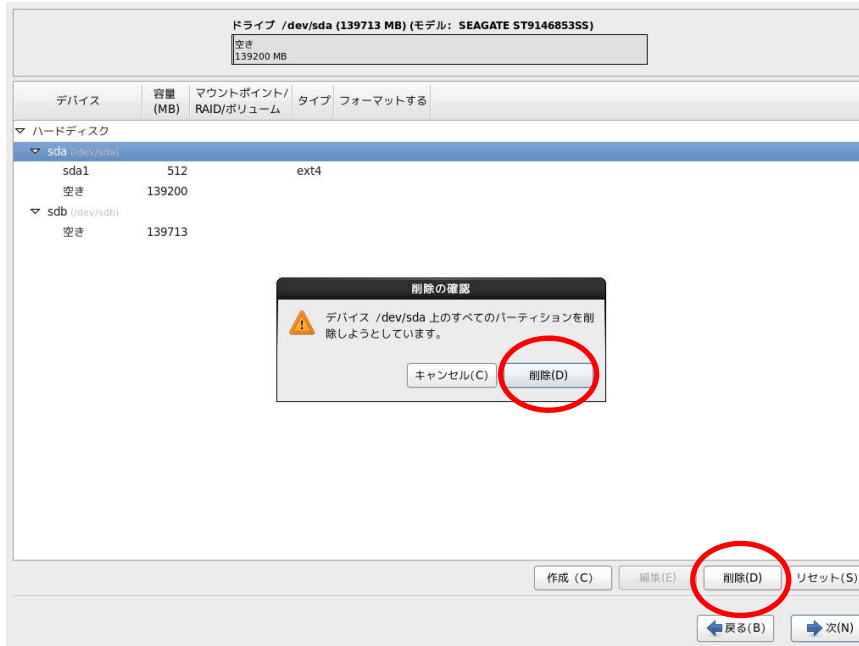 ドライブ /dev/sda (139713 MB) (モデル: SEAGATE ST9146853SS)
空き
139200 MB
デバイス 容量 (MB) マウントポイント/ RAID/ボリューム タイプ フォーマットする
ハードディスク
sda (/dev/sda)
sda1 512 ext4
空き 139200
sdb (/dev/sdb)
空き 139713
削除の確認
デバイス /dev/sda 上のすべてのパーティションを削
除しようとしています。
キャンセル(C) 削除(D)
作成 (C) 編集(E) 削除(D) リセット(S)
戻る(B) 次(N)